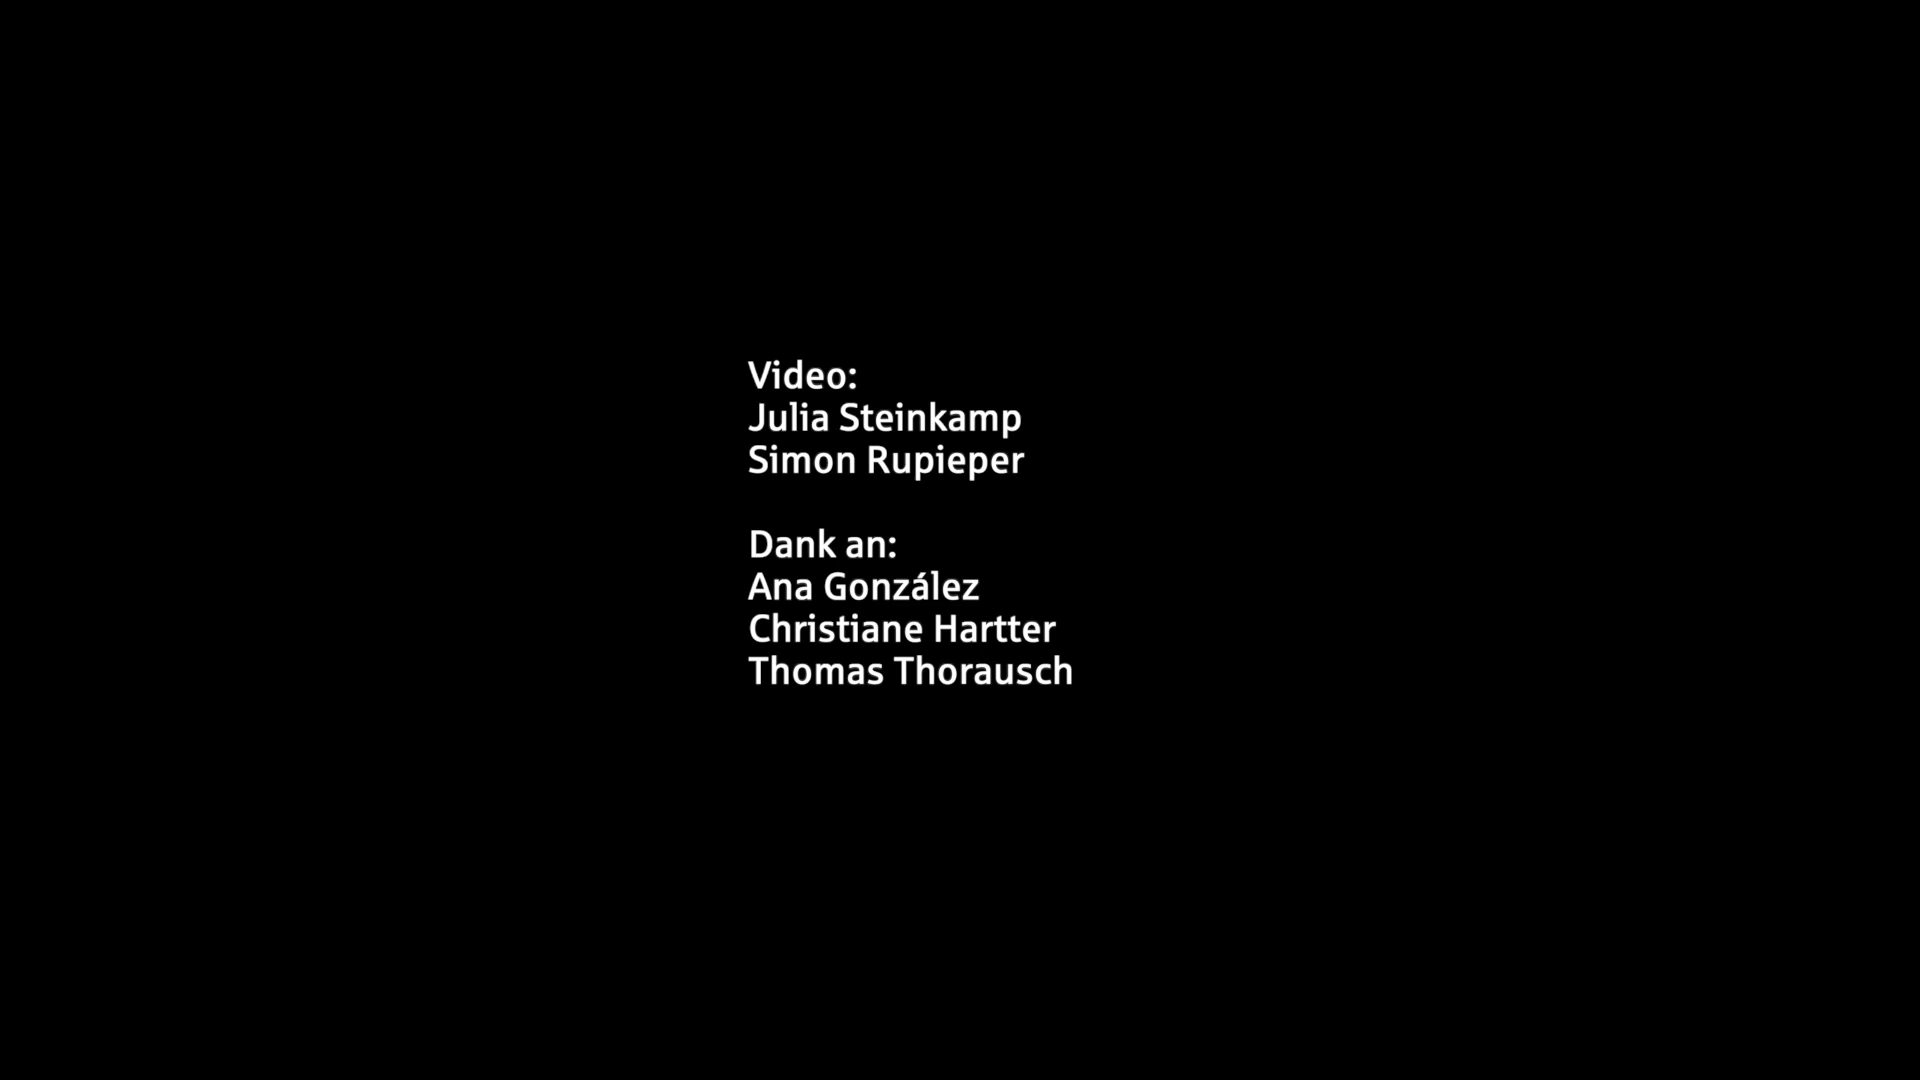 Video:
Julia Steinkamp
Simon Rupieper
Dank an:
Ana González
Christiane Hartter
Thomas Thorausch